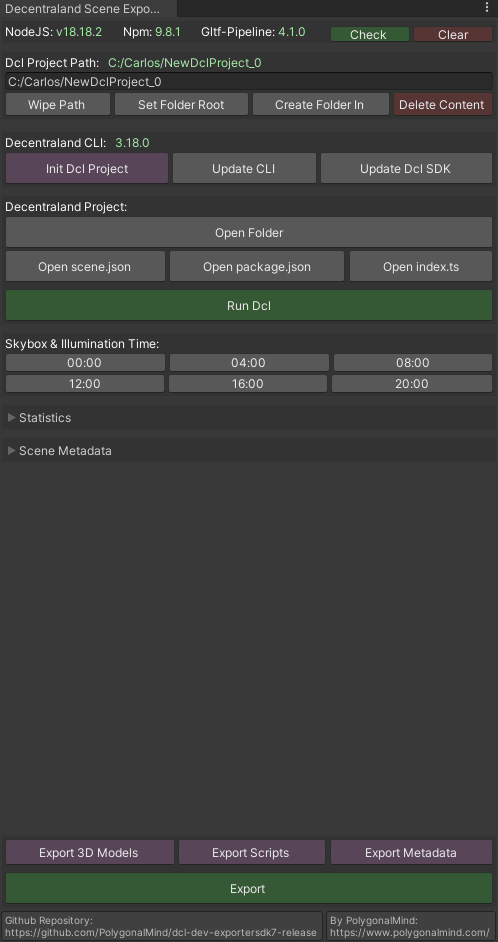 Decentraland Scene Expo...
NodeJS: v18.18.2 Npm: 9.8.1 Gltf-Pipeline: 4.1.0 Check Clear
Dcl Project Path: C:/Carlos/NewDclProject_0
C:/Carlos/NewDclProject_0
Wipe Path Set Folder Root Create Folder In Delete Content
Decentraland CLI: 3.18.0
Init Dcl Project Update CLI Update Dcl SDK
Decentraland Project:
Open Folder
Open scene.json Open package.json Open index.ts
Run Dcl
Skybox & Illumination Time:
00:00 04:00 08:00
12:00 16:00 20:00
Statistics
Scene Metadata
Export 3D Models Export Scripts Export Metadata
Export
Github Repository: By PolygonalMind:
https://github.com/PolygonalMind/dcl-dev-exportersdk7-release https://www.polygonalmind.com/